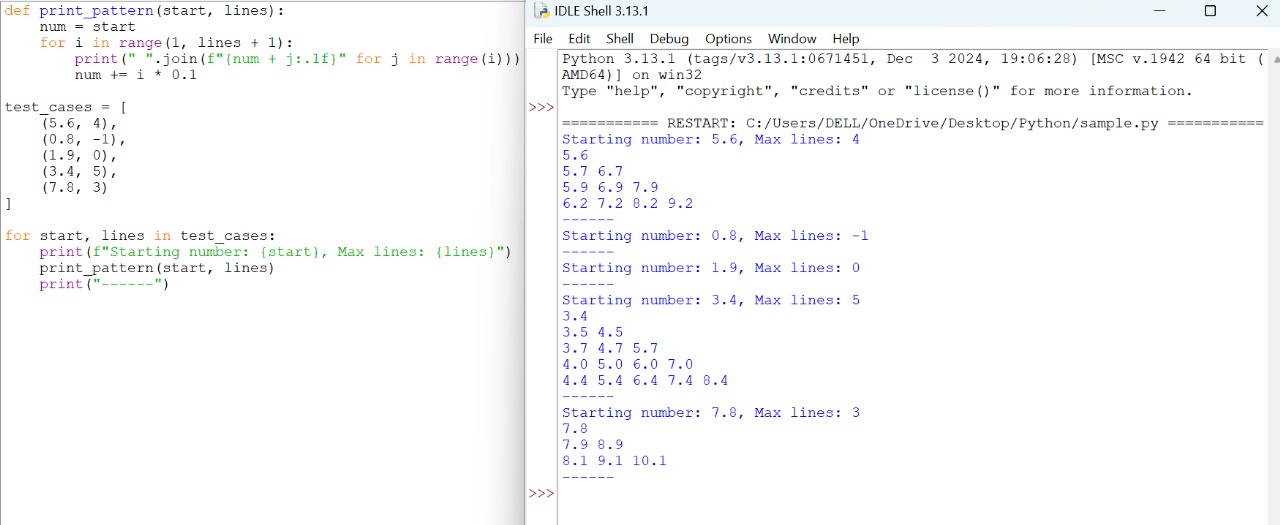 def print_pattern(start, lines):
    num = start
    for i in range(1, lines + 1):
        print(" ".join(f"{num + j:.1f}" for j in range(i)))
        num += i * 0.1

test_cases = [
    (5.6, 4),
    (0.8, -1),
    (1.9, 0),
    (3.4, 5),
    (7.8, 3)
]

for start, lines in test_cases:
    print(f"Starting number: {start}, Max lines: {lines}")
    print_pattern(start, lines)
    print("------")
IDLE Shell 3.13.1
File Edit Shell Debug Options Window Help
Python 3.13.1 (tags/v3.13.1:0671451, Dec  3 2024, 19:06:28) [MSC v.1942 64 bit (
AMD64)] on win32
Type "help", "copyright", "credits" or "license()" for more information.
>>>
=========== RESTART: C:/Users/DELL/OneDrive/Desktop/Python/sample.py ===========
Starting number: 5.6, Max lines: 4
5.6
5.7 6.7
5.9 6.9 7.9
6.2 7.2 8.2 9.2
------
Starting number: 0.8, Max lines: -1
------
Starting number: 1.9, Max lines: 0
------
Starting number: 3.4, Max lines: 5
3.4
3.5 4.5
3.7 4.7 5.7
4.0 5.0 6.0 7.0
4.4 5.4 6.4 7.4 8.4
------
Starting number: 7.8, Max lines: 3
7.8
7.9 8.9
8.1 9.1 10.1
------
>>>